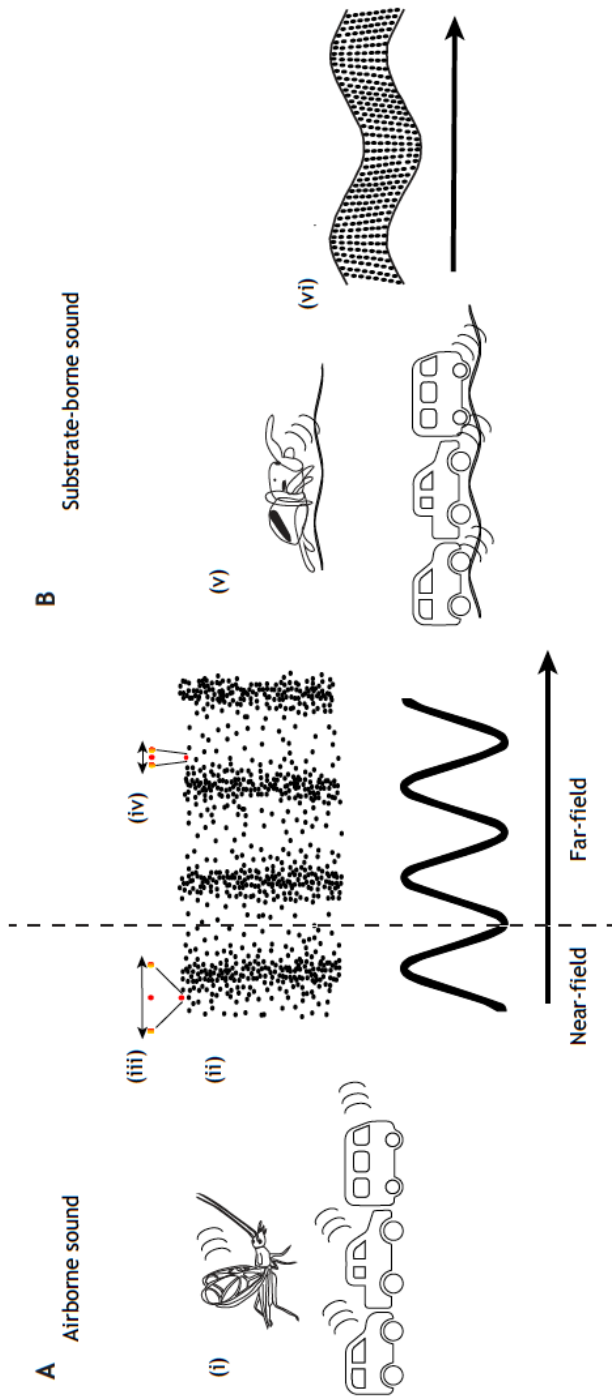 A
Airborne sound
(i)
(ii)
(iii)
(iv)
Near-field
Far-field
B
Substrate-borne sound
(v)
(vi)